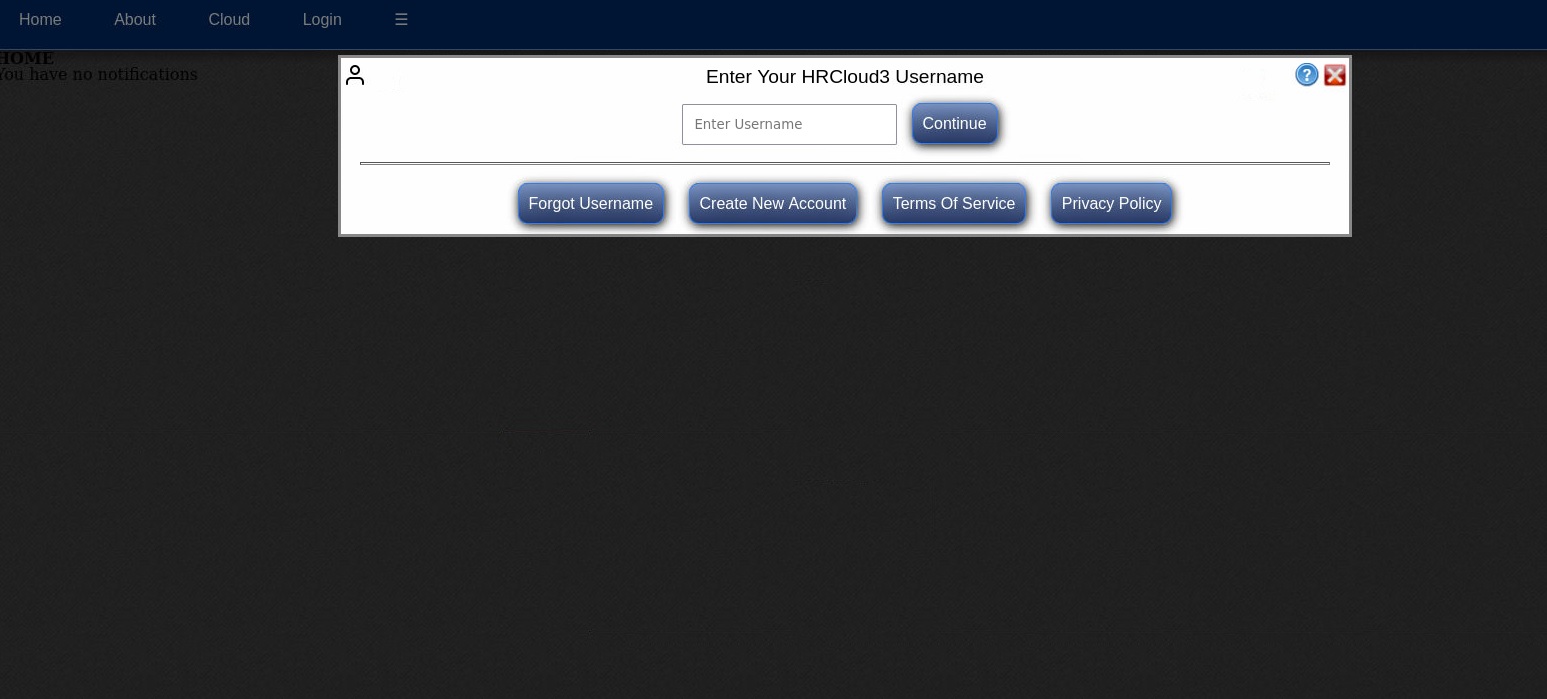 Home About Cloud Login ☰
HOME
You have no notifications
Enter Your HRCloud3 Username
?
Enter Username
Continue
Forgot Username
Create New Account
Terms Of Service
Privacy Policy